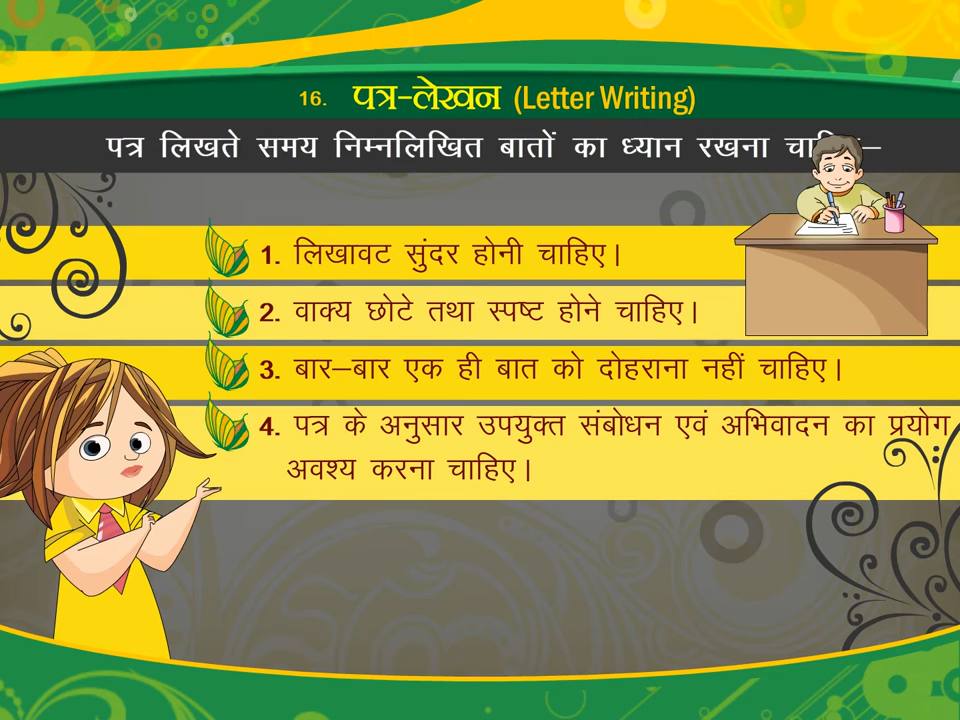 16. पत्र-लेखन (Letter Writing)
पत्र लिखते समय निम्नलिखित बातों का ध्यान रखना चाहिए–
1. लिखावट सुंदर होनी चाहिए।
2. वाक्य छोटे तथा स्पष्ट होने चाहिए।
3. बार–बार एक ही बात को दोहराना नहीं चाहिए।
4. पत्र के अनुसार उपयुक्त संबोधन एवं अभिवादन का प्रयोग
अवश्य करना चाहिए।